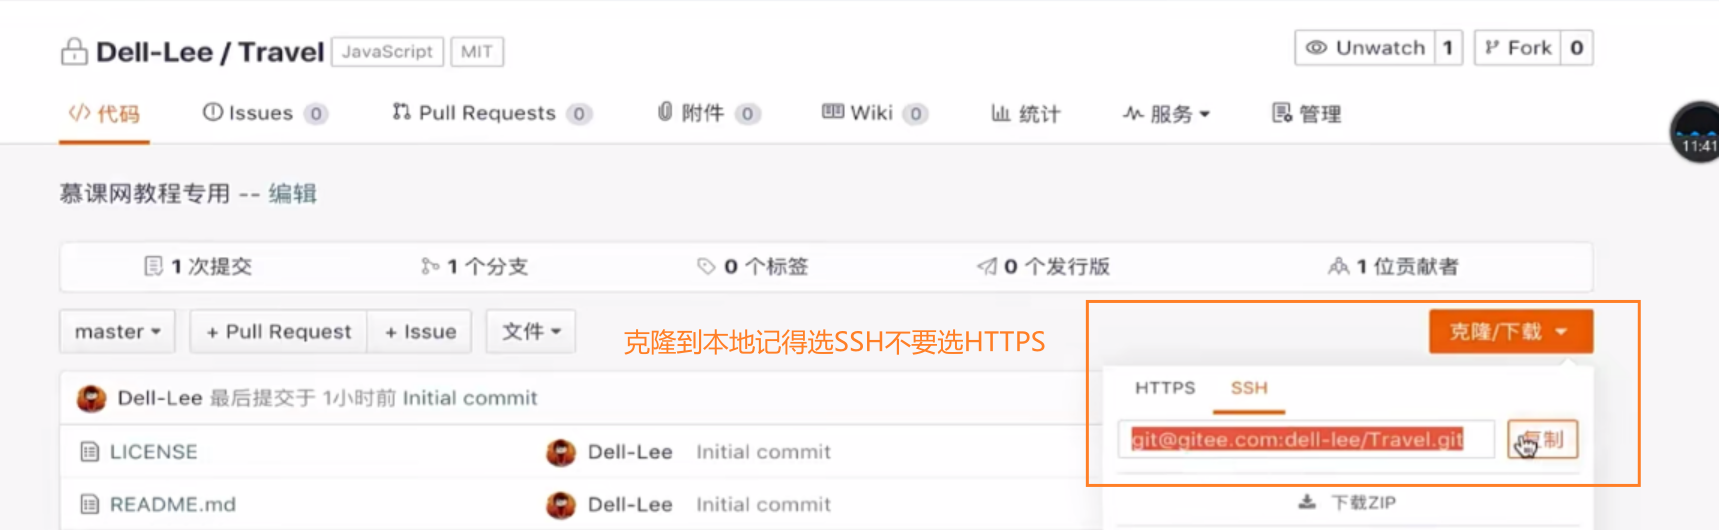 Dell-Lee / Travel JavaScript MIT Unwatch 1 Fork 0
</> 代码 Issues 0 Pull Requests 0 附件 0 Wiki 0 统计 服务 管理
11:41
慕课网教程专用 -- 编辑
1 次提交 1 个分支 0 个标签 0 个发行版 1 位贡献者
master + Pull Request + Issue 文件 克隆到本地记得选SSH不要选HTTPS 克隆/下载
HTTPS SSH
Dell-Lee 最后提交于 1小时前 Initial commit
git@gitee.com:dell-lee/Travel.git 复制
LICENSE Dell-Lee Initial commit
README.md Dell-Lee Initial commit 下载ZIP